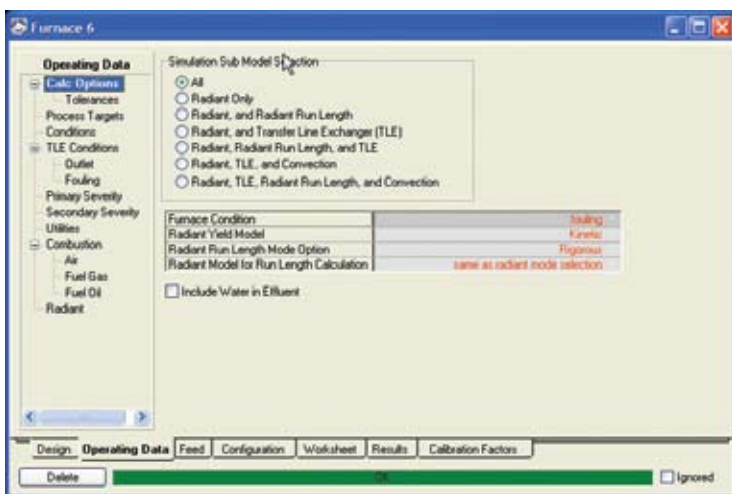 Furnace 6
Operating Data
Calc Options
Tolerances
Process Targets
Conditions
TLE Conditions
Outlet
Fouling
Primary Severity
Secondary Severity
Utilities
Combustion
Air
Fuel Gas
Fuel Oil
Radiant
Simulation Sub Model Selection
All
Radiant Only
Radiant, and Radiant Run Length
Radiant, and Transfer Line Exchanger (TLE)
Radiant, Radiant Run Length, and TLE
Radiant, TLE, and Convection
Radiant, TLE, Radiant Run Length, and Convection
Furnace Condition fouling
Radiant Yield Model Kinetic
Radiant Run Length Mode Option Rigorous
Radiant Model for Run Length Calculation same as radiant mode selection
Include Water in Effluent
Design Operating Data Feed Configuration Worksheet Results Calibration Factors
Delete OK Ignored